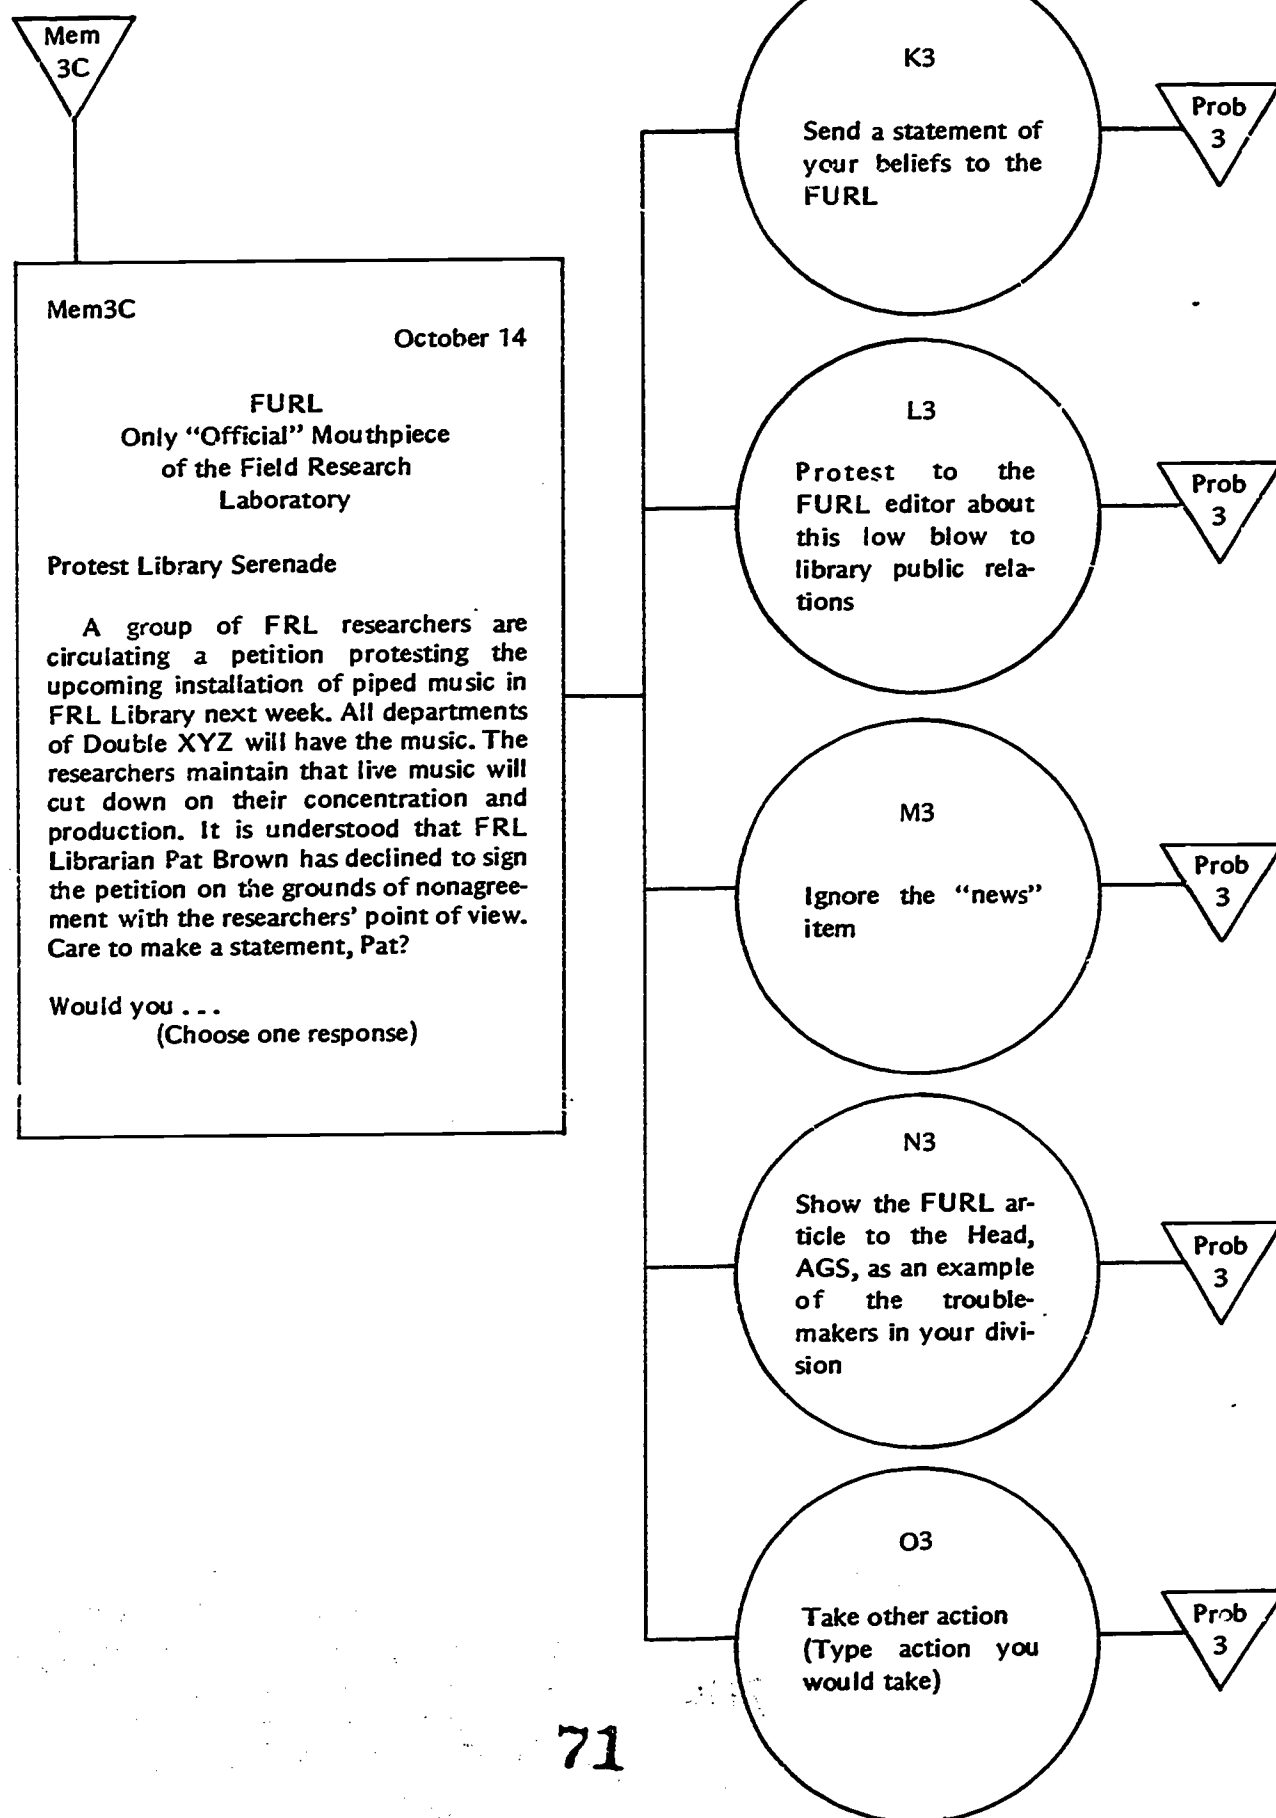 Mem
3C
Mem3C
October 14
FURL
Only “Official” Mouthpiece
of the Field Research
Laboratory
Protest Library Serenade
A group of FRL researchers are
circulating a petition protesting the
upcoming installation of piped music in
FRL Library next week. All departments
of Double XYZ will have the music. The
researchers maintain that live music will
cut down on their concentration and
production. It is understood that FRL
Librarian Pat Brown has declined to sign
the petition on the grounds of nonagree-
ment with the researchers’ point of view.
Care to make a statement, Pat?
Would you . . .
(Choose one response)
K3
Send a statement of
your beliefs to the
FURL
Prob
3
L3
Protest to the
FURL editor about
this low blow to
library public rela-
tions
Prob
3
M3
Ignore the “news”
item
Prob
3
N3
Show the FURL ar-
ticle to the Head,
AGS, as an example
of the trouble-
makers in your divi-
sion
Prob
3
O3
Take other action
(Type action you
would take)
Prob
3
71